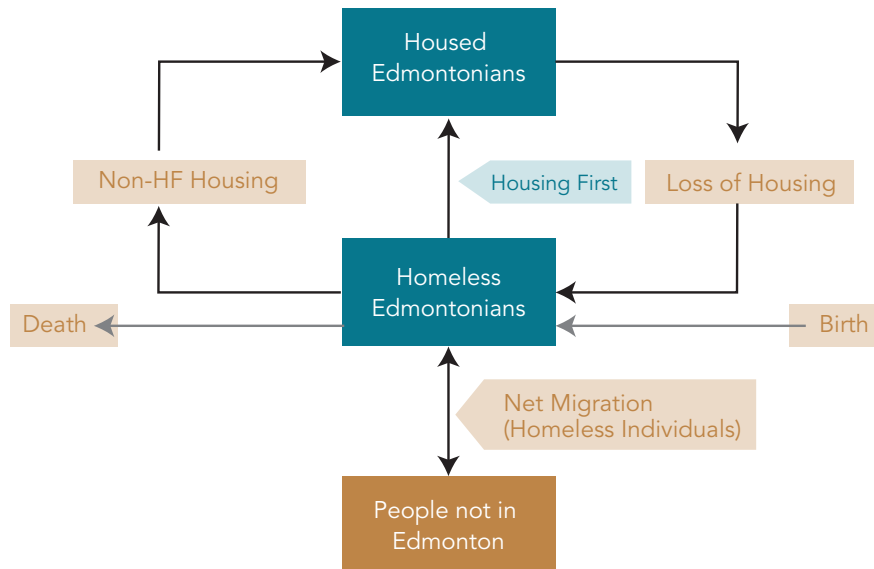 Housed
Edmontonians
Non-HF Housing
Housing First
Loss of Housing
Homeless
Edmontonians
Death
Birth
Net Migration
(Homeless Individuals)
People not in
Edmonton